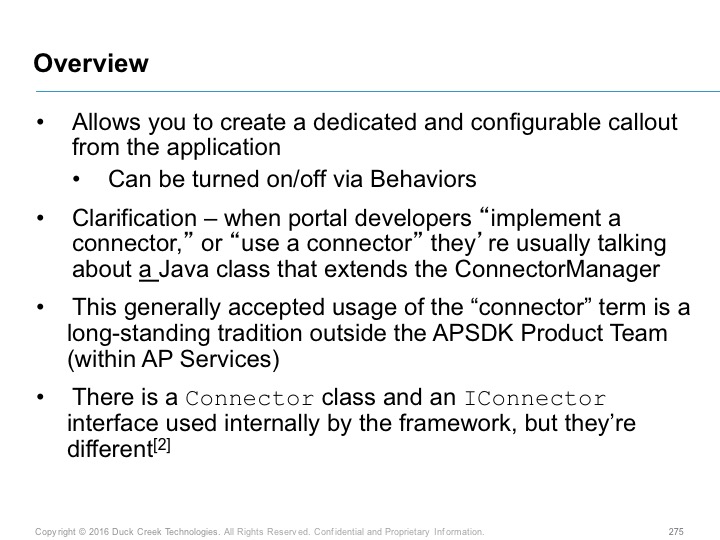 Overview
• Allows you to create a dedicated and configurable callout
from the application
• Can be turned on/off via Behaviors
• Clarification – when portal developers “implement a
connector,” or “use a connector” they’re usually talking
about a Java class that extends the ConnectorManager
• This generally accepted usage of the “connector” term is a
long-standing tradition outside the APSDK Product Team
(within AP Services)
• There is a Connector class and an IConnector
interface used internally by the framework, but they’re
different[2]
Copyright © 2016 Duck Creek Technologies. All Rights Reserved. Confidential and Proprietary Information. 275